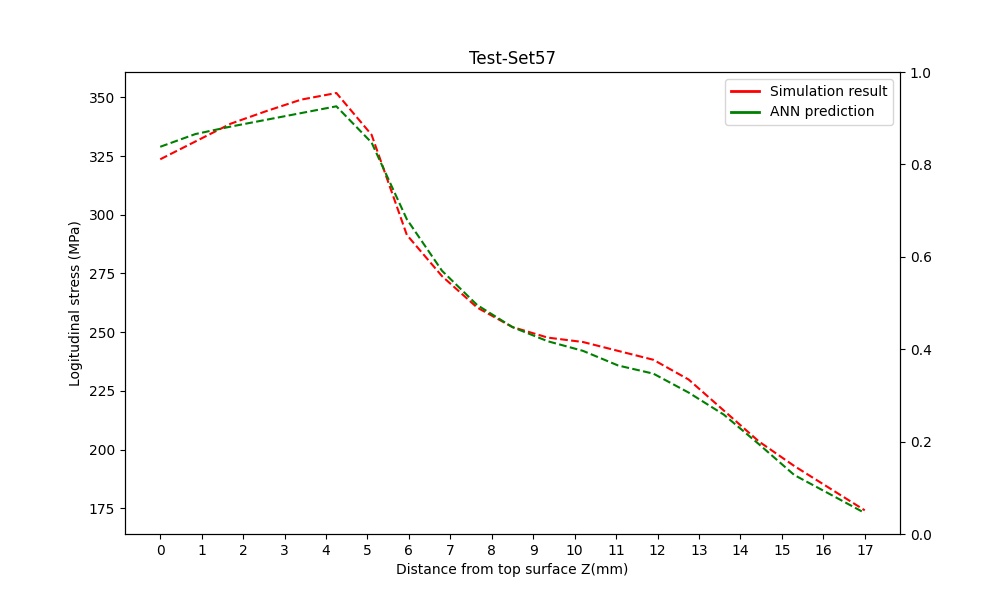 Test-Set57
Simulation result
ANN prediction
350
325
300
275
250
225
200
175
Logitudinal stress (MPa)
1.0
0.8
0.6
0.4
0.2
0.0
0 1 2 3 4 5 6 7 8 9 10 11 12 13 14 15 16 17
Distance from top surface Z(mm)